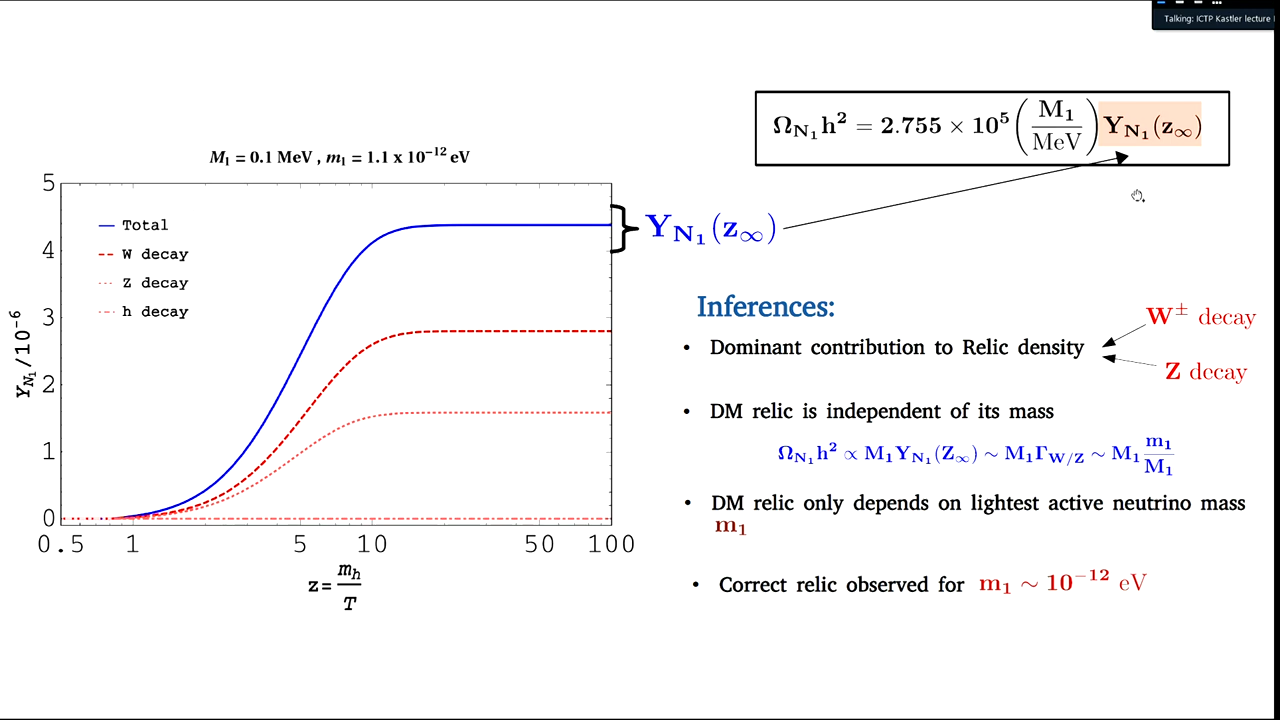 Talking: ICTP Kastler lecture
Ω_{N₁}h² = 2.755 × 10⁵ (M₁/MeV) Y_{N₁}(z_∞)
M₁ = 0.1 MeV , m₁ = 1.1 x 10⁻¹² eV
5
4
3
2
1
0
Y_{N₁}/10⁻⁶
Total
W decay
Z decay
h decay
0.5 1 5 10 50 100
z= m_h/T
Y_{N₁}(z_∞)
Inferences:
W± decay
• Dominant contribution to Relic density
Z decay
• DM relic is independent of its mass
Ω_{N₁}h² ∝ M₁Y_{N₁}(Z_∞) ∼ M₁Γ_{W/Z} ∼ M₁ m₁/M₁
• DM relic only depends on lightest active neutrino mass
m₁
• Correct relic observed for m₁ ∼ 10⁻¹² eV